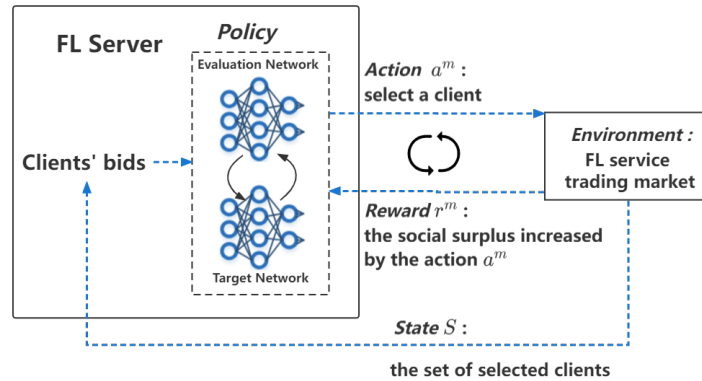 FL Server
Policy
Evaluation Network
Clients' bids
Target Network
Action a^m :
select a client
Environment :
FL service
trading market
Reward r^m :
the social surplus increased
by the action a^m
State S :
the set of selected clients